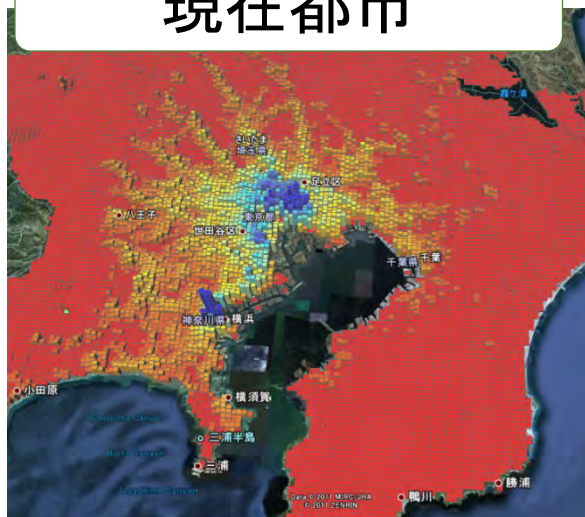 現在都市
霞ケ浦
さいたま
埼玉県
足立区
八王子
東京都
世田谷区
千葉県
千葉
神奈川県
横浜
小田原
横須賀
三浦半島
三浦
Data © 2011 MIRC/JHA
© 2011 ZENRIN
鴨川
勝浦